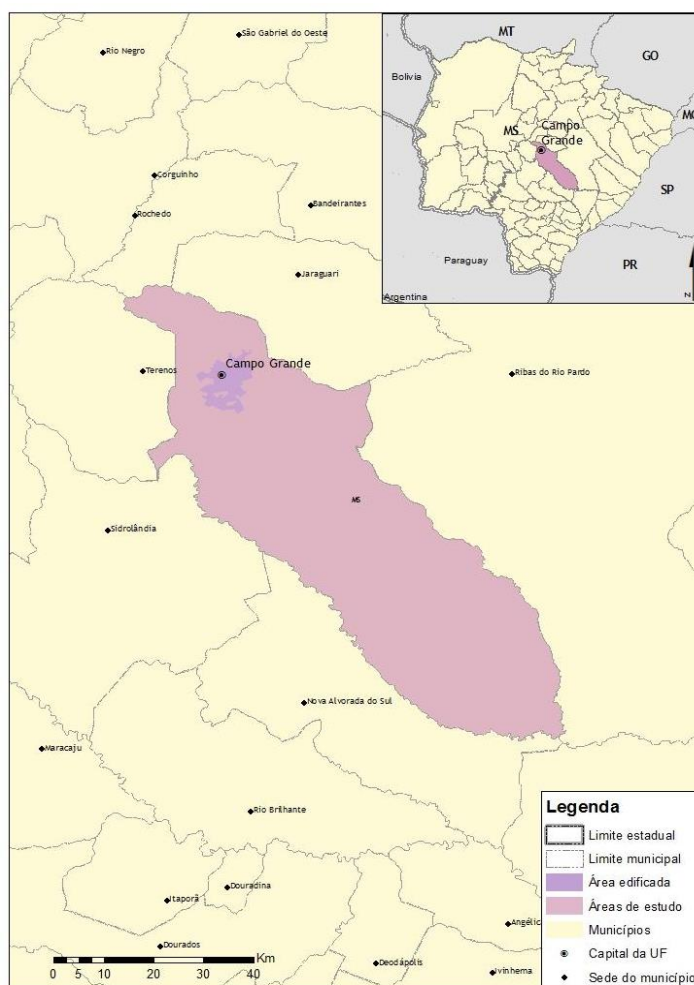 São Gabriel do Oeste
Rio Negro
Corguinho
Bandeirantes
Rochedo
Jaraguari
Terenos
Campo Grande
Ribas do Rio Pardo
MS
Sidrolândia
Nova Alvorada do Sul
Maracaju
Rio Brilhante
Douradina
Itaporã
Dourados
Deodápolis
Angélic
Ivinhema
0 5 10 20 30 40
Km
MT
GO
Bolivia
MS
Campo
Grande
SP
Paraguay
PR
Argentina
N
Legenda
Limite estadual
Limite municipal
Área edificada
Áreas de estudo
Municípios
Capital da UF
Sede do município